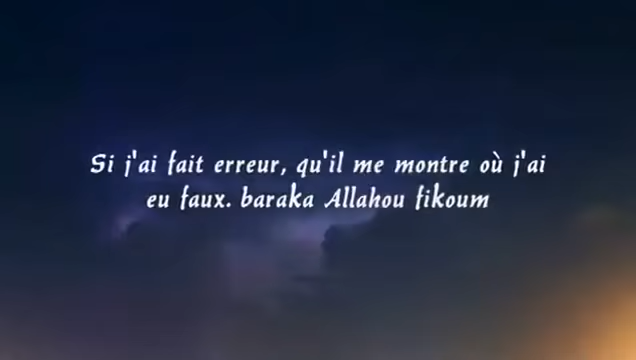 Si j'ai fait erreur, qu'il me montre où j'ai
eu faux. baraka Allahou fikoum